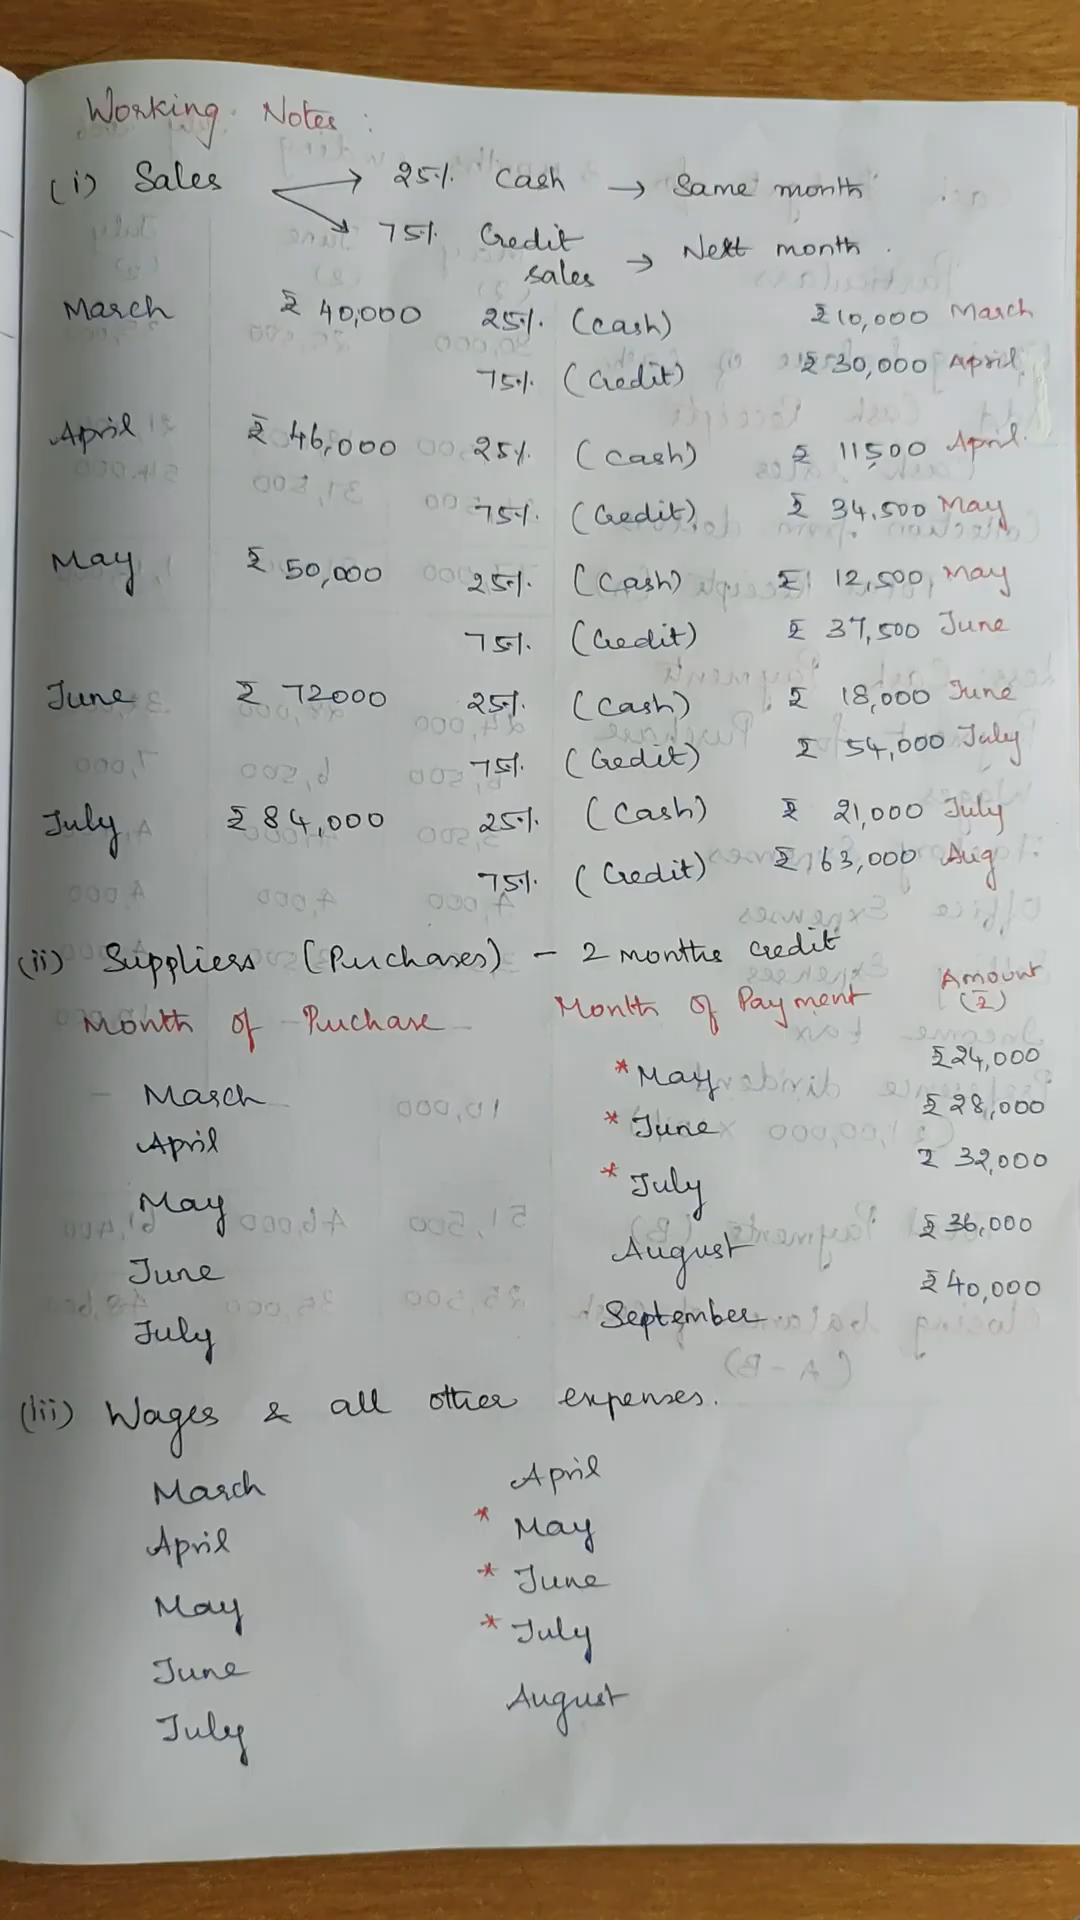 Working Notes :
(i) Sales → 25% Cash → Same month
→ 75% Credit sales → Next month.
March ₹ 40,000 25% (Cash) ₹10,000 March
75% (Credit) ₹ 30,000 April
April ₹ 46,000 25% (Cash) ₹ 11,500 April
75% (Credit) ₹ 34,500 May
May ₹ 50,000 25% (Cash) ₹ 12,500 May
75% (Credit) ₹ 37,500 June
June ₹ 72000 25% (Cash) ₹ 18,000 June
75% (Credit) ₹ 54,000 July
July ₹ 84,000 25% (Cash) ₹ 21,000 July
75% (Credit) ₹ 63,000 Aug
(ii) Suppliers (Purchases) - 2 months credit
Month of Puchase Month of Payment Amount (₹)
March *May ₹24,000
April *June ₹28,000
May *July ₹ 32,000
June August ₹36,000
July September ₹40,000
(iii) Wages & all other expenses.
March April
April * May
May * June
June * July
July August